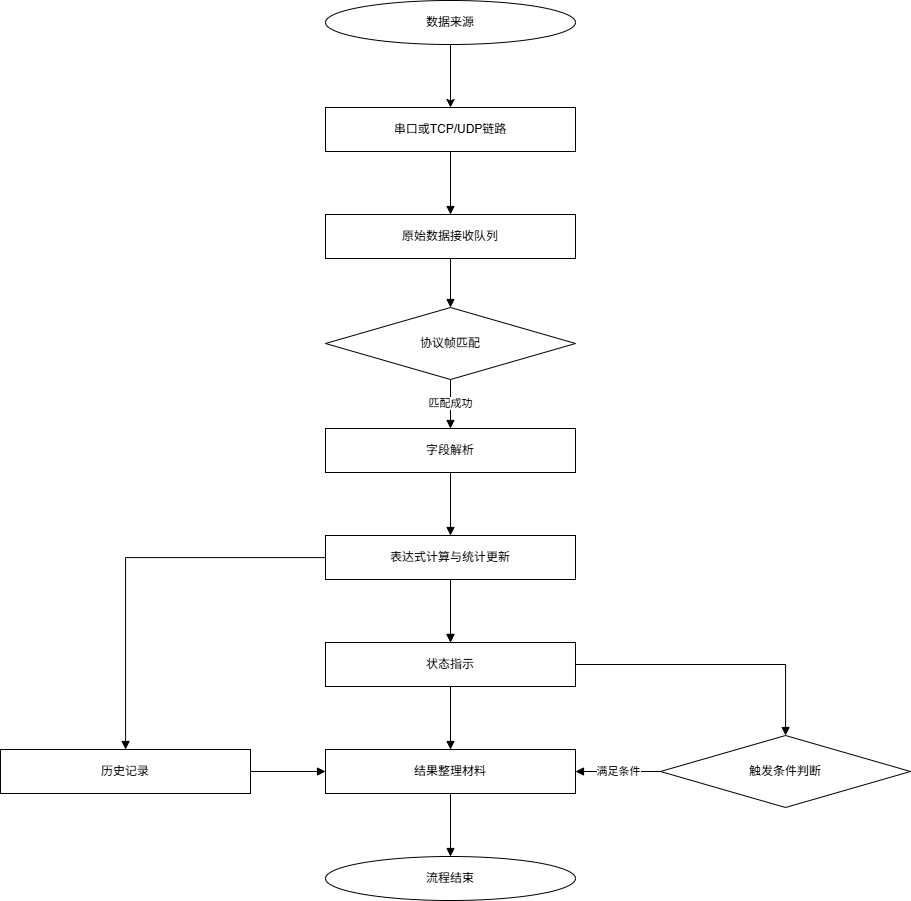 数据来源
串口或TCP/UDP链路
原始数据接收队列
协议帧匹配
匹配成功
字段解析
表达式计算与统计更新
状态指示
历史记录
结果整理材料
满足条件
触发条件判断
流程结束